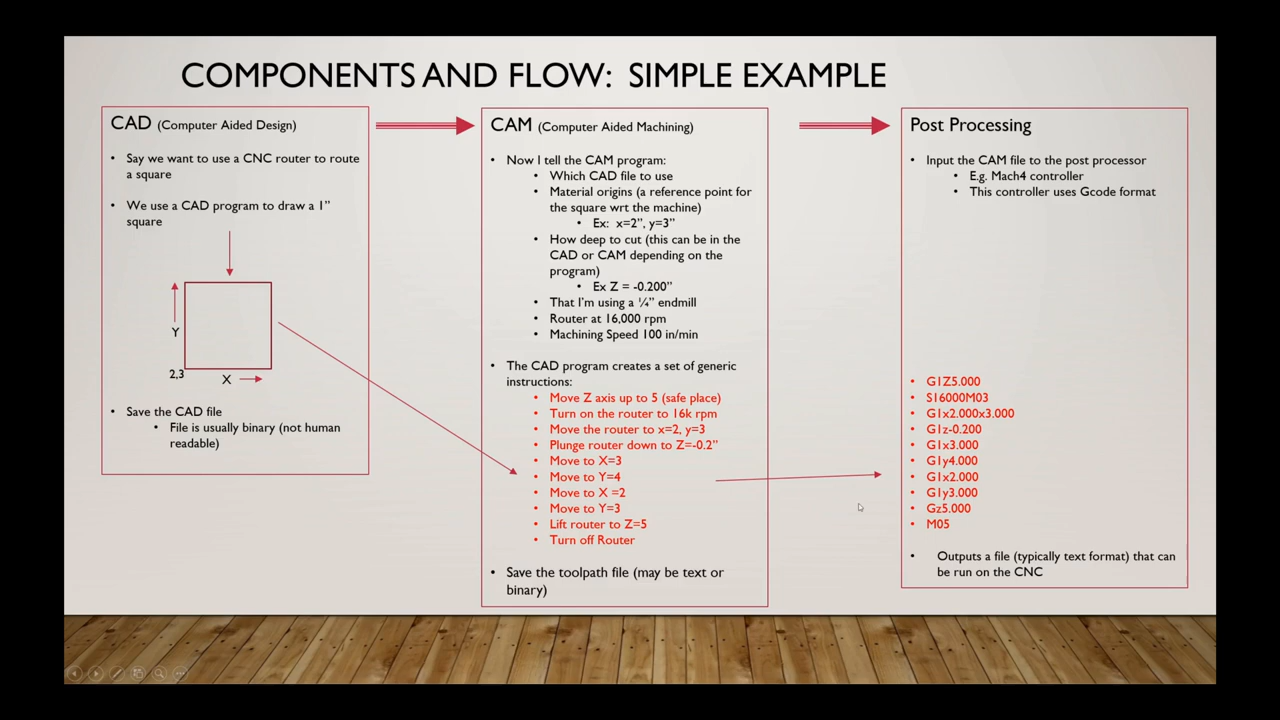 COMPONENTS AND FLOW: SIMPLE EXAMPLE
CAD (Computer Aided Design)
• Say we want to use a CNC router to route
a square
• We use a CAD program to draw a 1”
square
Y
2,3
X
• Save the CAD file
• File is usually binary (not human
readable)
CAM (Computer Aided Machining)
• Now I tell the CAM program:
• Which CAD file to use
• Material origins (a reference point for
the square wrt the machine)
• Ex: x=2”, y=3”
• How deep to cut (this can be in the
CAD or CAM depending on the
program)
• Ex Z = -0.200”
• That I’m using a ¼” endmill
• Router at 16,000 rpm
• Machining Speed 100 in/min
• The CAD program creates a set of generic
instructions:
• Move Z axis up to 5 (safe place)
• Turn on the router to 16k rpm
• Move the router to x=2, y=3
• Plunge router down to Z=-0.2”
• Move to X=3
• Move to Y=4
• Move to X =2
• Move to Y=3
• Lift router to Z=5
• Turn off Router
• Save the toolpath file (may be text or
binary)
Post Processing
• Input the CAM file to the post processor
• E.g. Mach4 controller
• This controller uses Gcode format
• G1Z5.000
• S16000M03
• G1x2.000x3.000
• G1z-0.200
• G1x3.000
• G1y4.000
• G1x2.000
• G1y3.000
• Gz5.000
• M05
• Outputs a file (typically text format) that can
be run on the CNC